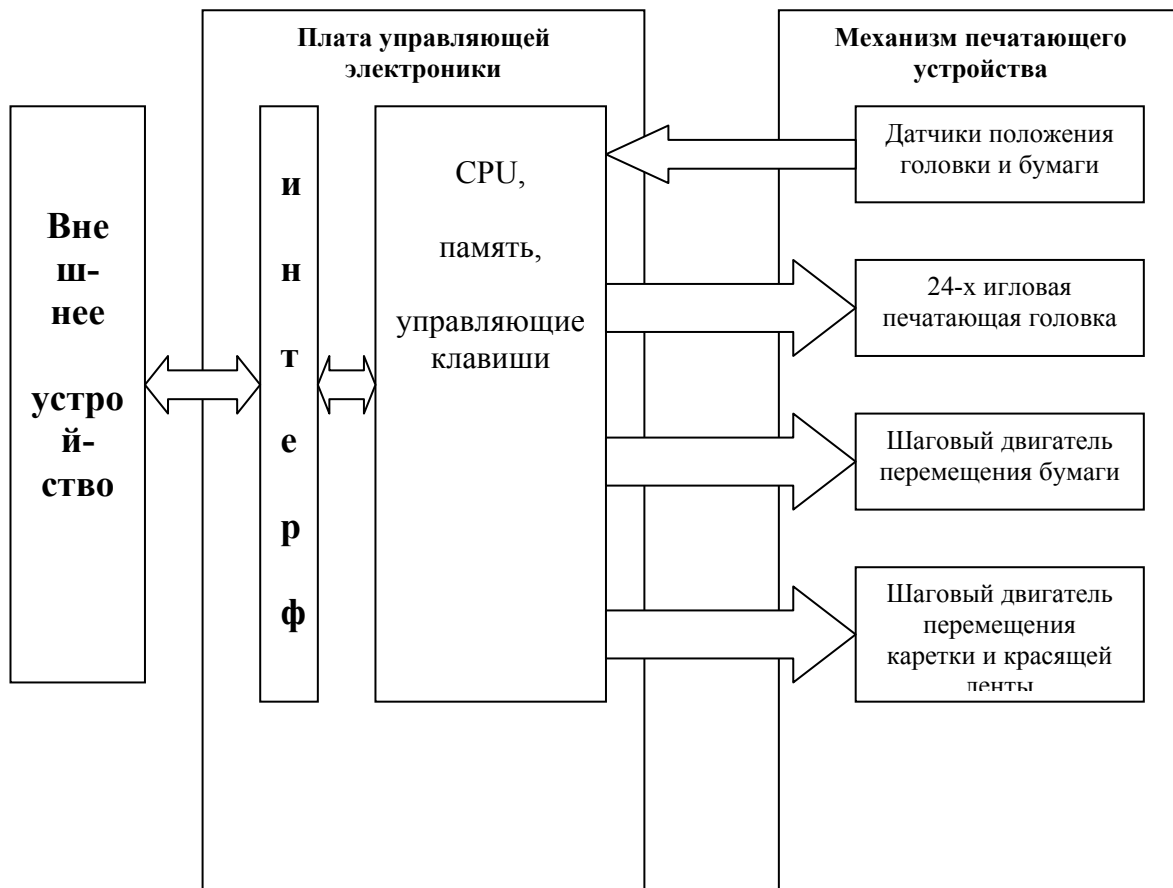 Плата управляющей
электроники
Механизм печатающего
устройства
Вне
ш-
нее
устро
й-
ство
и
н
т
е
р
ф
CPU,
память,
управляющие
клавиши
Датчики положения
головки и бумаги
24-х игловая
печатающая головка
Шаговый двигатель
перемещения бумаги
Шаговый двигатель
перемещения
каретки и красящей
ленты